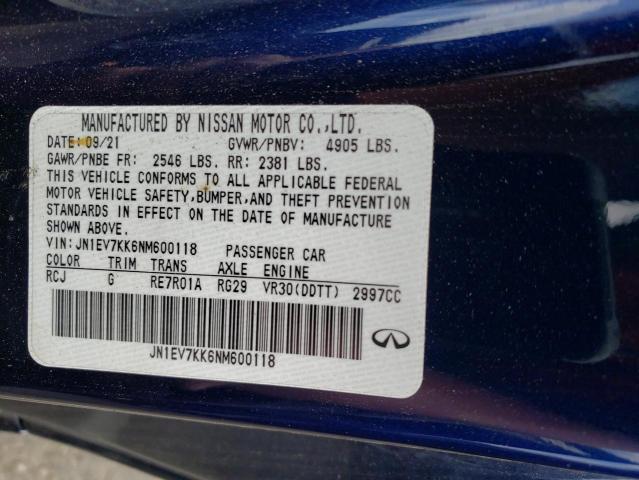 MANUFACTURED BY NISSAN MOTOR CO.,LTD.
DATE: 09/21 GVWR/PNBV: 4905 LBS.
GAWR/PNBE FR: 2546 LBS. RR: 2381 LBS.
THIS VEHICLE CONFORMS TO ALL APPLICABLE FEDERAL
MOTOR VEHICLE SAFETY,BUMPER,AND THEFT PREVENTION
STANDARDS IN EFFECT ON THE DATE OF MANUFACTURE
SHOWN ABOVE.
VIN: JN1EV7KK6NM600118 PASSENGER CAR
COLOR TRIM TRANS AXLE ENGINE
RCJ G RE7R01A RG29 VR30(DDTT) 2997CC
JN1EV7KK6NM600118